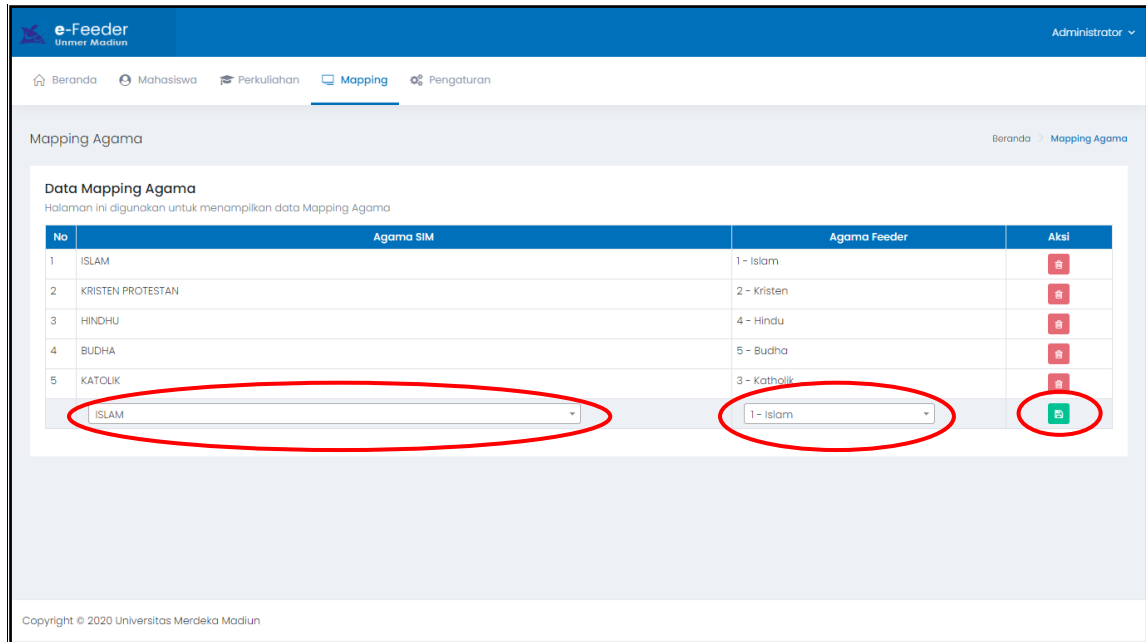 e-Feeder
Unmer Madiun
Administrator
Beranda Mahasiswa Perkuliahan Mapping Pengaturan
Mapping Agama
Beranda Mapping Agama
Data Mapping Agama
Halaman ini digunakan untuk menampilkan data Mapping Agama
No Agama SIM Agama Feeder Aksi
1 ISLAM 1 - Islam
2 KRISTEN PROTESTAN 2 - Kristen
3 HINDHU 4 - Hindu
4 BUDHA 5 - Budha
5 KATOLIK 3 - Katholik
ISLAM 1 - Islam
Copyright © 2020 Universitas Merdeka Madiun